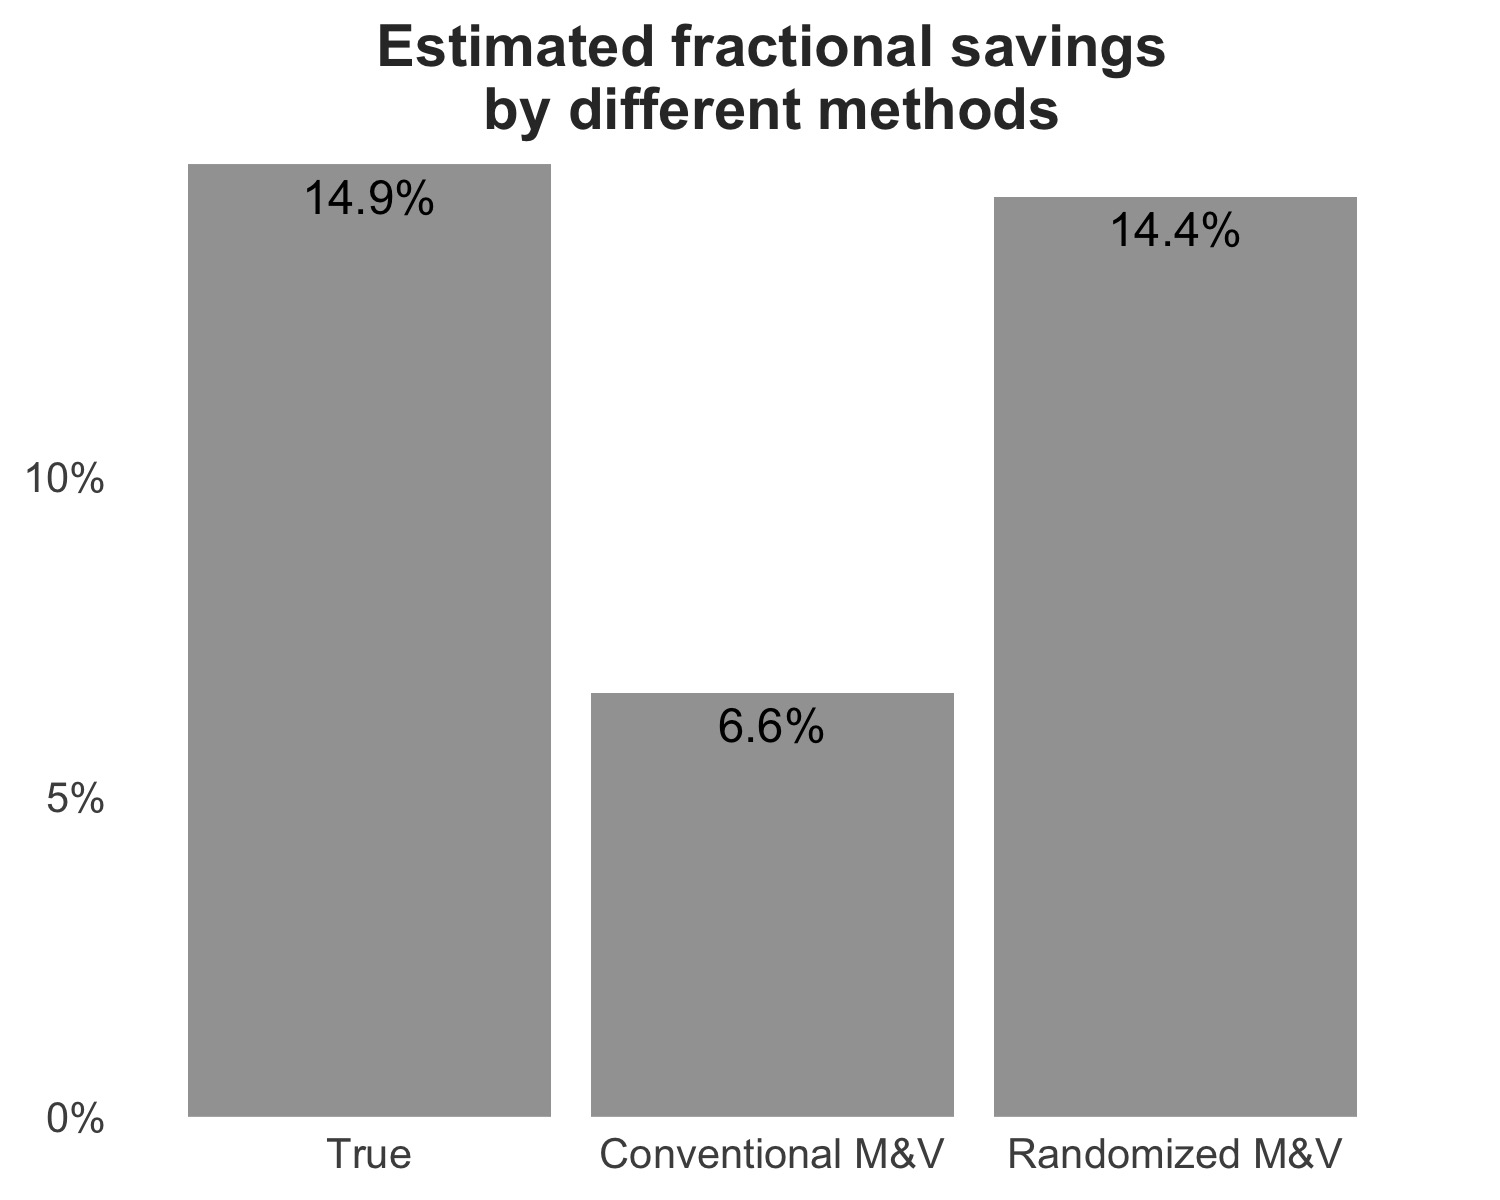 Estimated fractional savings
by different methods
14.9%
14.4%
10%
6.6%
5%
0%
True
Conventional M&V
Randomized M&V